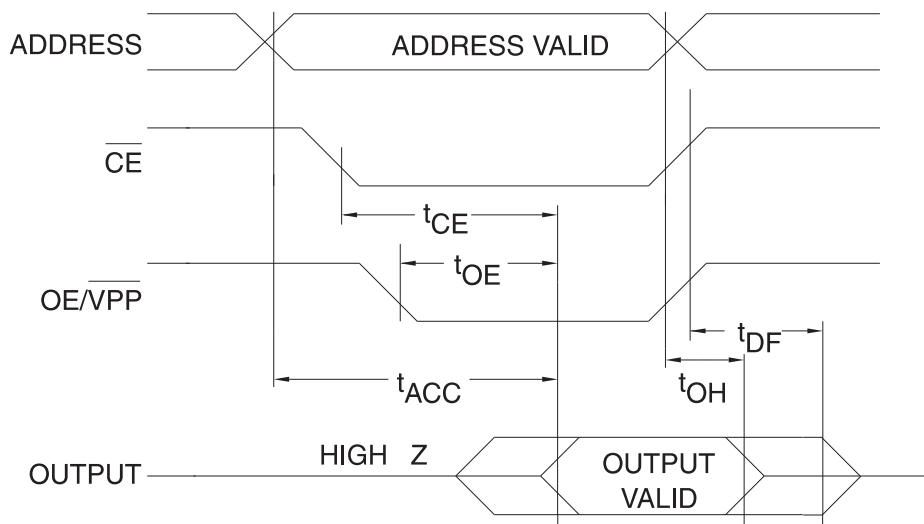 ADDRESS
ADDRESS VALID
CE
tCE
tOE
OE/VPP
tDF
tACC
tOH
HIGH Z
OUTPUT
OUTPUT
VALID